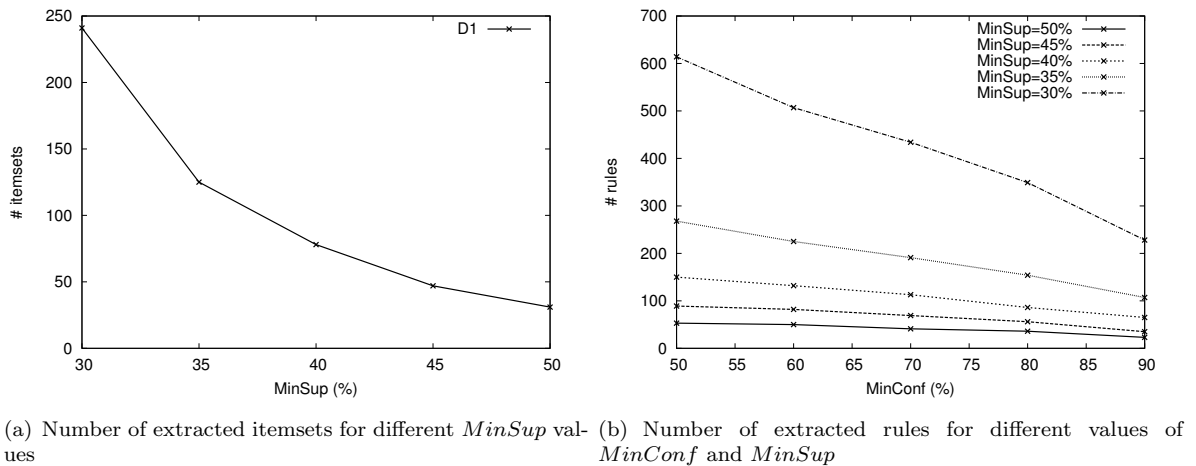 250
200
150
100
50
0
30 35 40 45 50
# itemsets
MinSup (%)
D1
700
600
500
400
300
200
100
0
50 55 60 65 70 75 80 85 90
# rules
MinConf (%)
MinSup=50%
MinSup=45%
MinSup=40%
MinSup=35%
MinSup=30%
(a) Number of extracted itemsets for different MinSup val-
ues
(b) Number of extracted rules for different values of
MinConf and MinSup